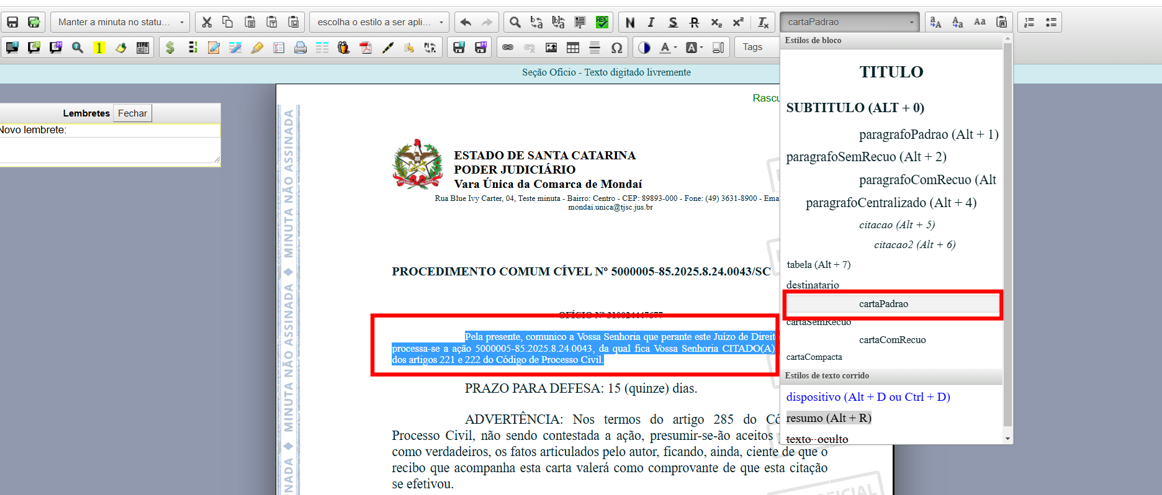 Manter a minuta no statu...
escolha o estilo a ser aplic...
N I S R x₂ x² Tx
cartaPadrao
Tags
Estilos de bloco
TITULO
SUBTITULO (ALT + 0)
paragrafoPadrao (Alt + 1)
paragrafoSemRecuo (Alt + 2)
paragrafoComRecuo (Alt
paragrafoCentralizado (Alt + 4)
citacao (Alt + 5)
citacao2 (Alt + 6)
tabela (Alt + 7)
destinatario
cartaPadrao
cartaSemRecuo
cartaComRecuo
cartaCompacta
Estilos de texto corrido
dispositivo (Alt + D ou Ctrl + D)
resumo (Alt + R)
texto oculto
Seção Ofício - Texto digitado livremente
Lembretes Fechar
Novo lembrete:
MINUTA NÃO ASSINADA
MINUTA NÃO ASSINADA
NADA
Rascu
ESTADO DE SANTA CATARINA
PODER JUDICIÁRIO
Vara Única da Comarca de Mondaí
Rua Blue Ivy Carter, 04, Teste minuta - Bairro: Centro - CEP: 89893-000 - Fone: (49) 3631-8900 - Ema
mondai.unica@tjsc.jus.br
PROCEDIMENTO COMUM CÍVEL Nº 5000005-85.2025.8.24.0043/SC
OFÍCIO Nº
Pela presente, comunico a Vossa Senhoria que perante este Juízo de Direit
processa-se a ação 5000005-85.2025.8.24.0043, da qual fica Vossa Senhoria CITADO(A)
dos artigos 221 e 222 do Código de Processo Civil.
PRAZO PARA DEFESA: 15 (quinze) dias.
ADVERTÊNCIA: Nos termos do artigo 285 do Có
Processo Civil, não sendo contestada a ação, presumir-se-ão aceitos
como verdadeiros, os fatos articulados pelo autor, ficando, ainda, ciente de que o
recibo que acompanha esta carta valerá como comprovante de que esta citação
se efetivou.